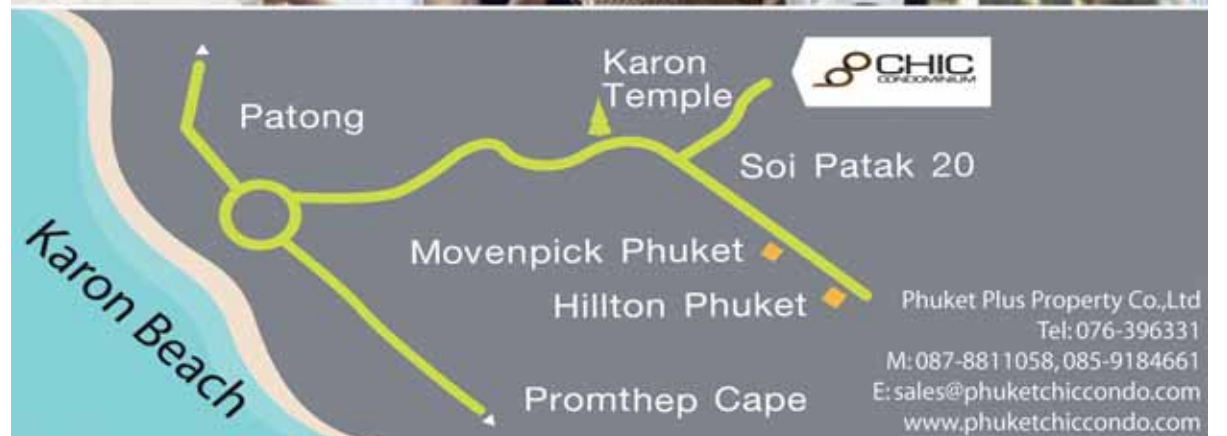 Karon
Temple
CHIC
CONDOMINIUM
Patong
Soi Patak 20
Karon Beach
Movenpick Phuket
Hillton Phuket
Promthep Cape
Phuket Plus Property Co.,Ltd
Tel: 076-396331
M: 087-8811058, 085-9184661
E: sales@phuketchiccondo.com
www.phuketchiccondo.com